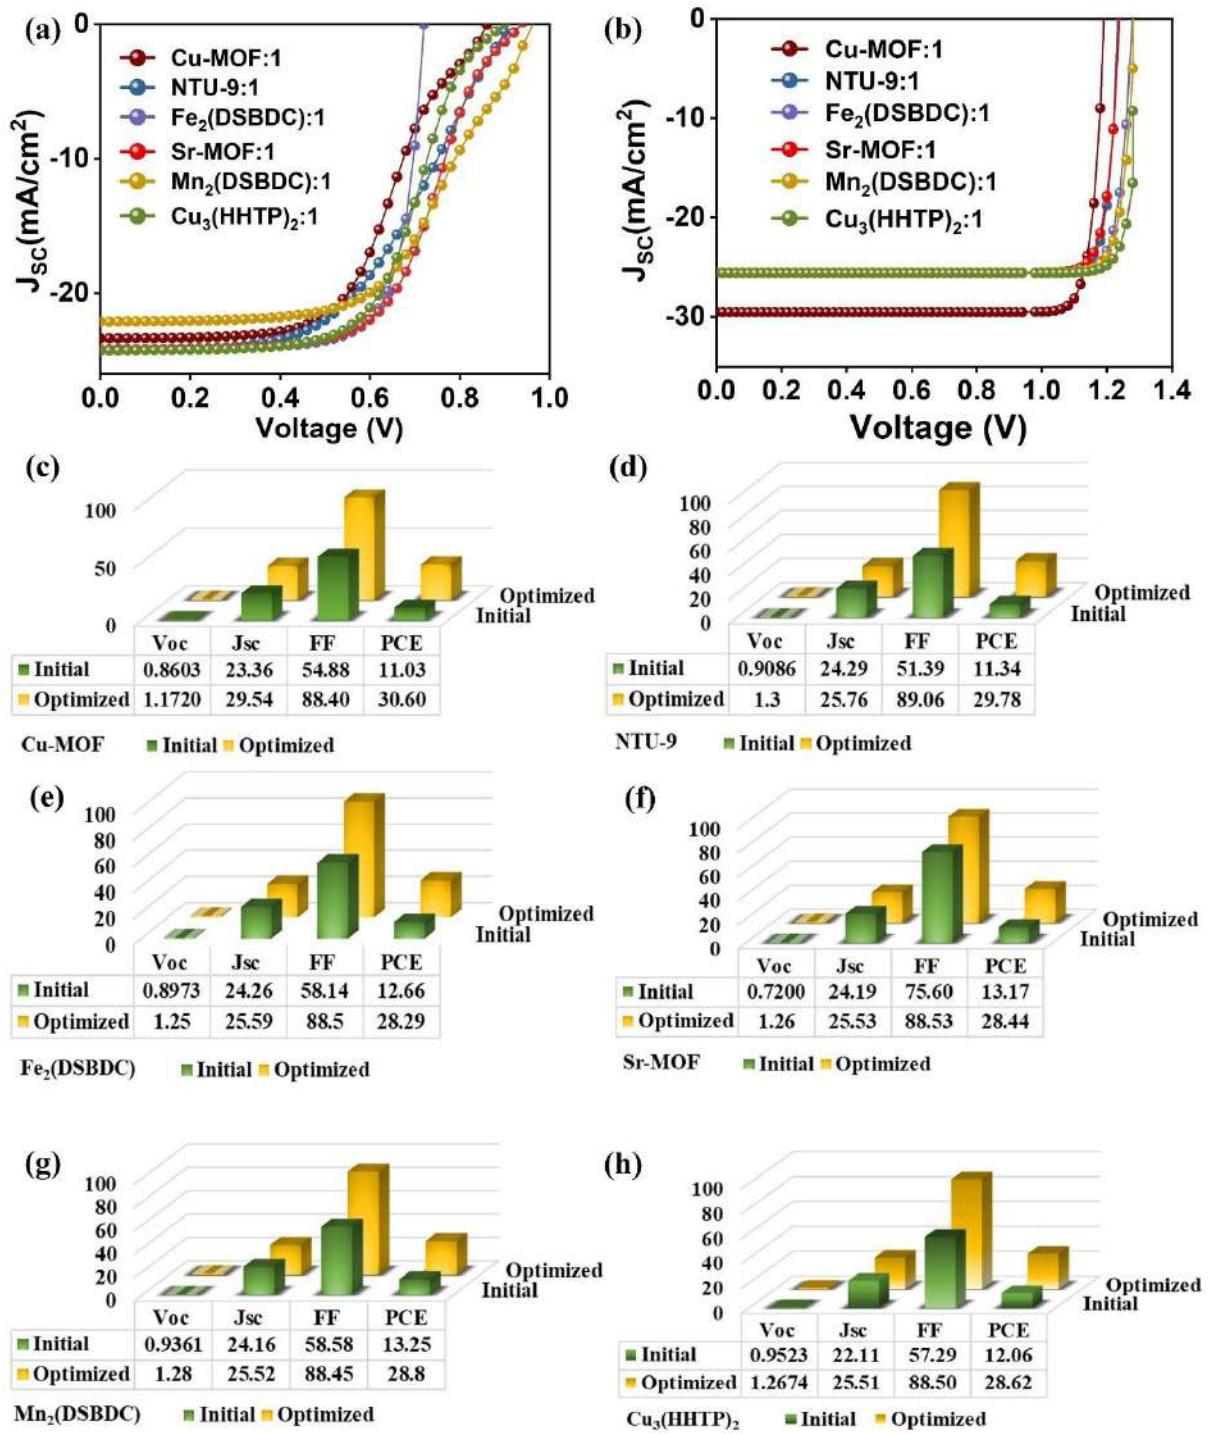 (a)
0
-10
-20
J_SC(mA/cm²)
Cu-MOF:1
NTU-9:1
Fe₂(DSBDC):1
Sr-MOF:1
Mn₂(DSBDC):1
Cu₃(HHTP)₂:1
0.0 0.2 0.4 0.6 0.8 1.0
Voltage (V)
(b)
0
-10
-20
-30
J_SC(mA/cm²)
Cu-MOF:1
NTU-9:1
Fe₂(DSBDC):1
Sr-MOF:1
Mn₂(DSBDC):1
Cu₃(HHTP)₂:1
0.0 0.2 0.4 0.6 0.8 1.0 1.2 1.4
Voltage (V)
(c)
100
50
0
Optimized
Initial
Voc Jsc FF PCE
Initial 0.8603 23.36 54.88 11.03
Optimized 1.1720 29.54 88.40 30.60
Cu-MOF Initial Optimized
(d)
100
80
60
40
20
0
Optimized
Initial
Voc Jsc FF PCE
Initial 0.9086 24.29 51.39 11.34
Optimized 1.3 25.76 89.06 29.78
NTU-9 Initial Optimized
(e)
100
80
60
40
20
0
Optimized
Initial
Voc Jsc FF PCE
Initial 0.8973 24.26 58.14 12.66
Optimized 1.25 25.59 88.5 28.29
Fe₂(DSBDC) Initial Optimized
(f)
100
80
60
40
20
0
Optimized
Initial
Voc Jsc FF PCE
Initial 0.7200 24.19 75.60 13.17
Optimized 1.26 25.53 88.53 28.44
Sr-MOF Initial Optimized
(g)
100
80
60
40
20
0
Optimized
Initial
Voc Jsc FF PCE
Initial 0.9361 24.16 58.58 13.25
Optimized 1.28 25.52 88.45 28.8
Mn₂(DSBDC) Initial Optimized
(h)
100
80
60
40
20
0
Optimized
Initial
Voc Jsc FF PCE
Initial 0.9523 22.11 57.29 12.06
Optimized 1.2674 25.51 88.50 28.62
Cu₃(HHTP)₂ Initial Optimized